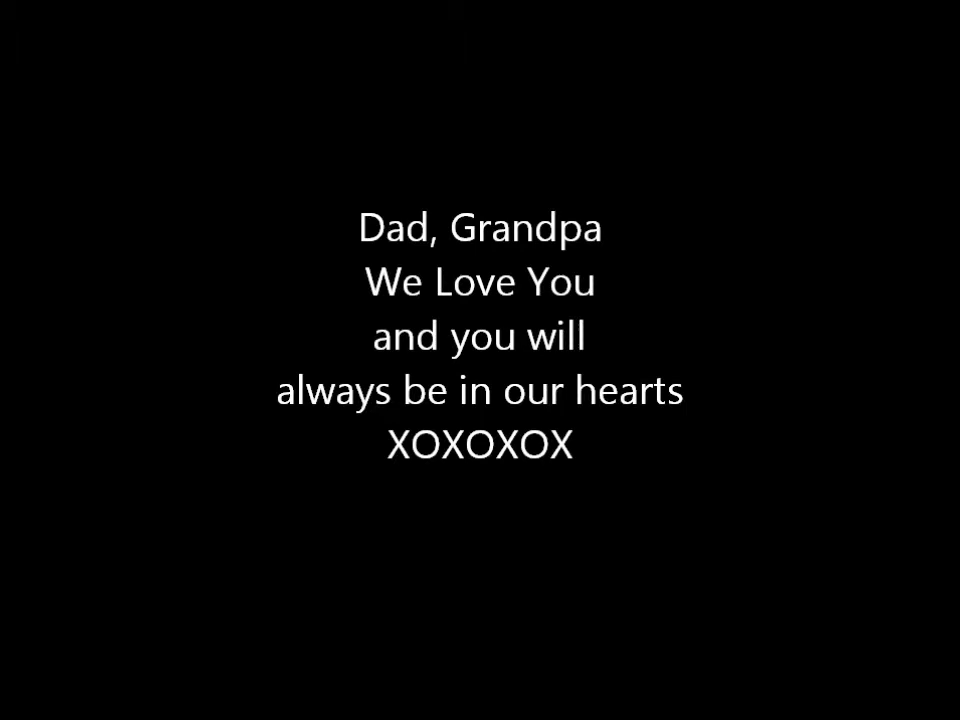 Dad, Grandpa
We Love You
and you will
always be in our hearts
XOXOXOX